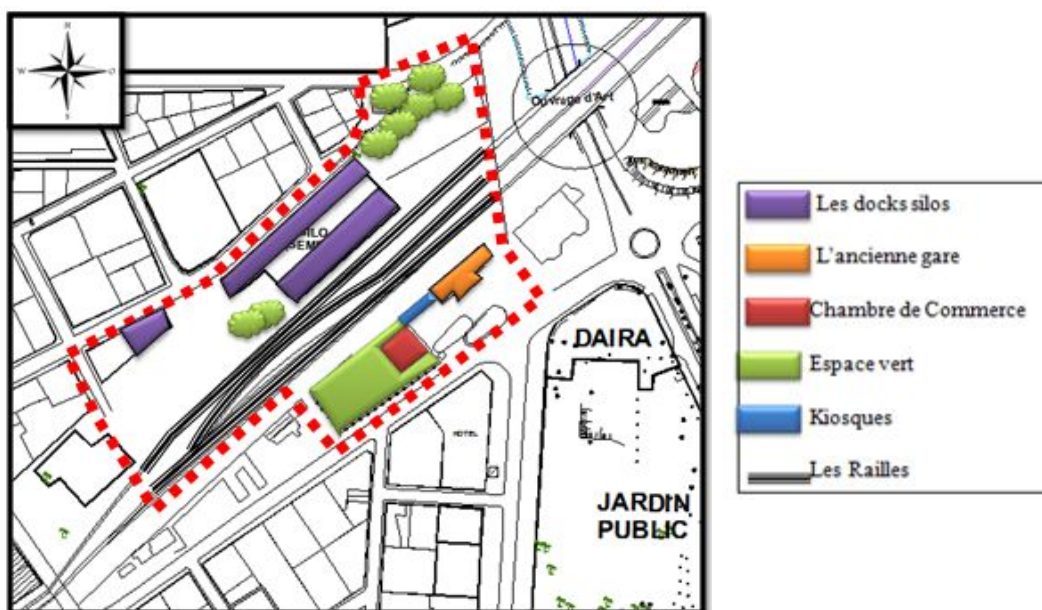 N
W O
S
Ouvrage d'Art
SILO
DAIRA
HOTEL
JARDIN
PUBLIC
Les docks silos
L'ancienne gare
Chambre de Commerce
Espace vert
Kiosques
Les Railles